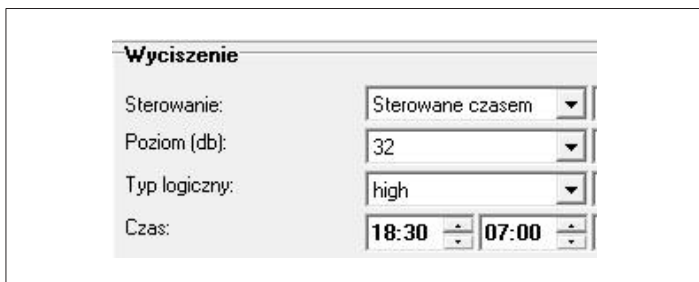 Wyciszenie
Sterowanie: Sterowane czasem
Poziom (db): 32
Typ logiczny: high
Czas: 18:30 07:00